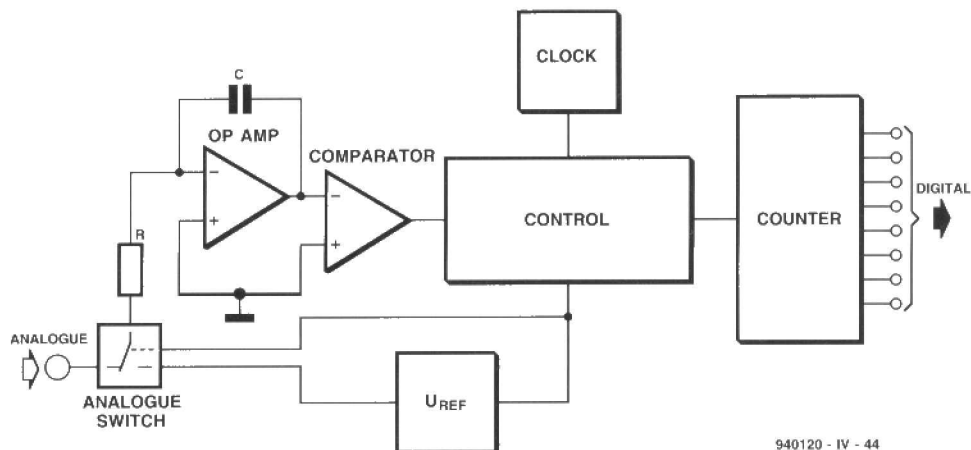 CLOCK
C
OP AMP
COMPARATOR
−
+
−
+
CONTROL
COUNTER
DIGITAL
R
ANALOGUE
ANALOGUE
SWITCH
UREF
940120 - IV - 44